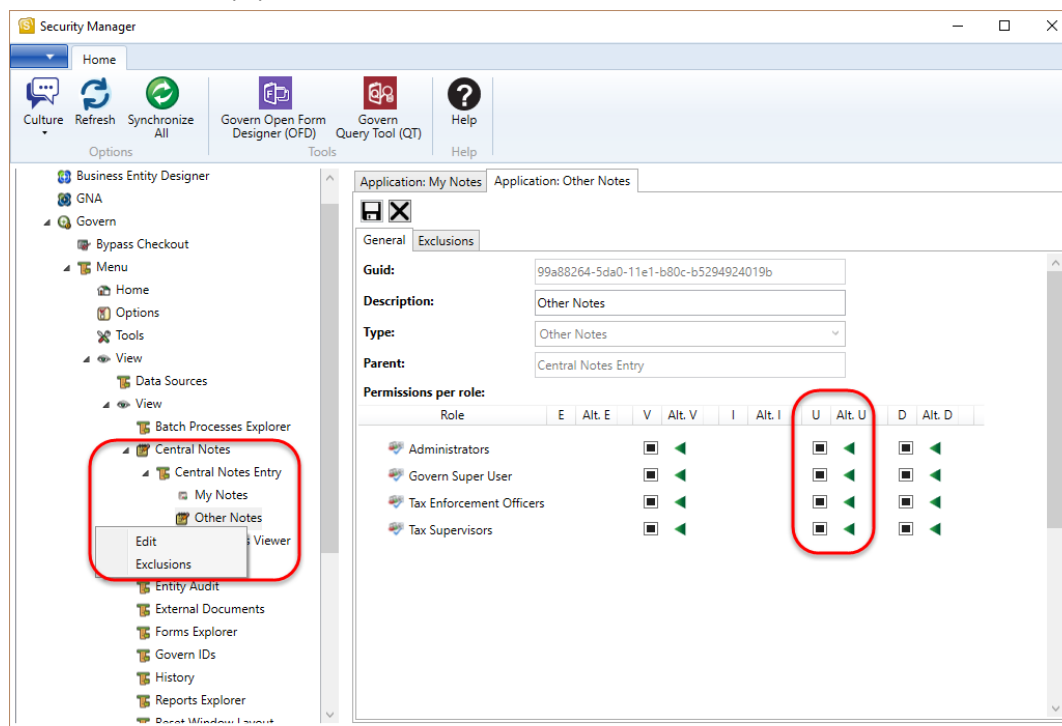 Security Manager
Home
Culture
Refresh
Synchronize
All
Govern Open Form
Designer (OFD)
Govern
Query Tool (QT)
Help
Options
Tools
Help
Business Entity Designer
GNA
Govern
Bypass Checkout
Menu
Home
Options
Tools
View
Data Sources
View
Batch Processes Explorer
Central Notes
Central Notes Entry
My Notes
Other Notes
Viewer
Edit
Exclusions
Entity Audit
External Documents
Forms Explorer
Govern IDs
History
Reports Explorer
Reset Window Layout
Application: My Notes
Application: Other Notes
General
Exclusions
Guid:
99a88264-5da0-11e1-b80c-b5294924019b
Description:
Other Notes
Type:
Other Notes
Parent:
Central Notes Entry
Permissions per role:
Role E Alt. E V Alt. V I Alt. I U Alt. U D Alt. D
Administrators
Govern Super User
Tax Enforcement Officers
Tax Supervisors